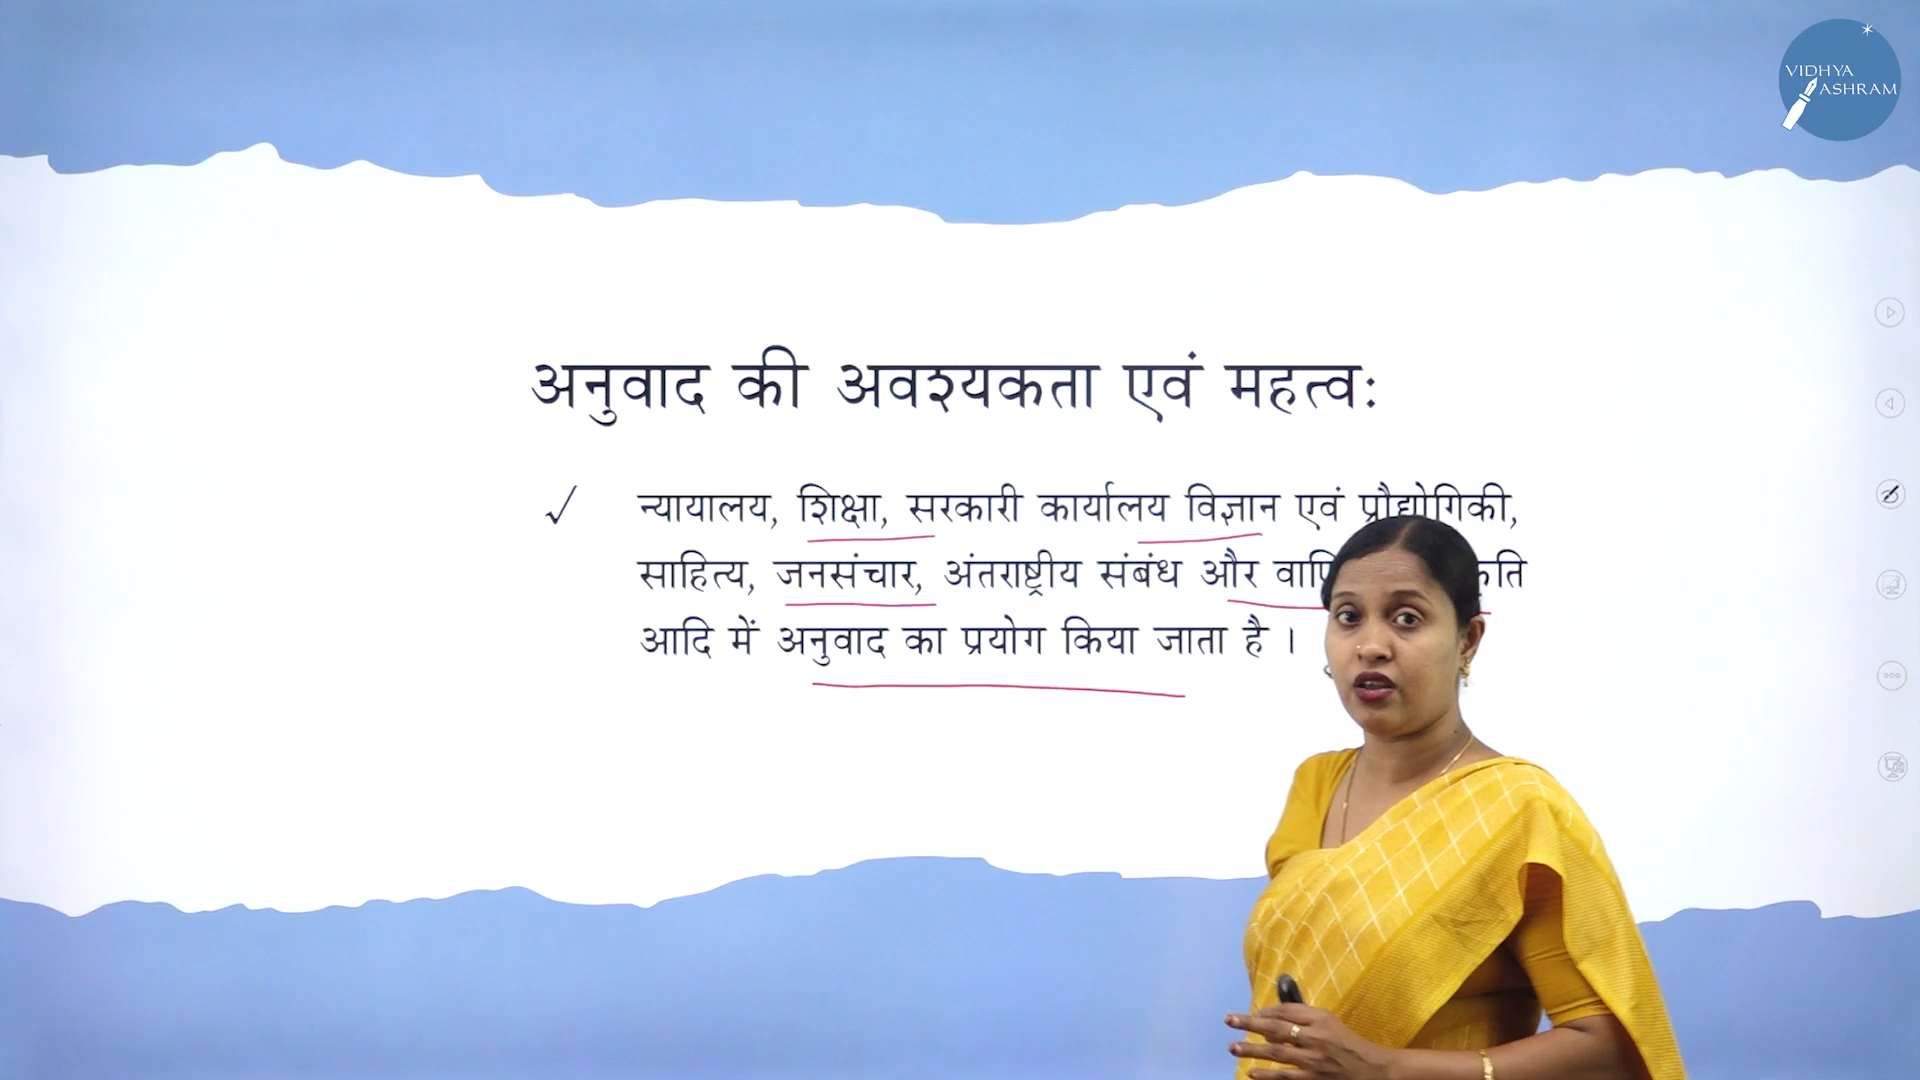 VIDHYA
ASHRAM
अनुवाद की अवश्यकता एवं महत्वः
✓ न्यायालय, शिक्षा, सरकारी कार्यालय विज्ञान एवं प्रौद्योगिकी,
साहित्य, जनसंचार, अंतराष्ट्रीय संबंध और
आदि में अनुवाद का प्रयोग किया जाता है ।